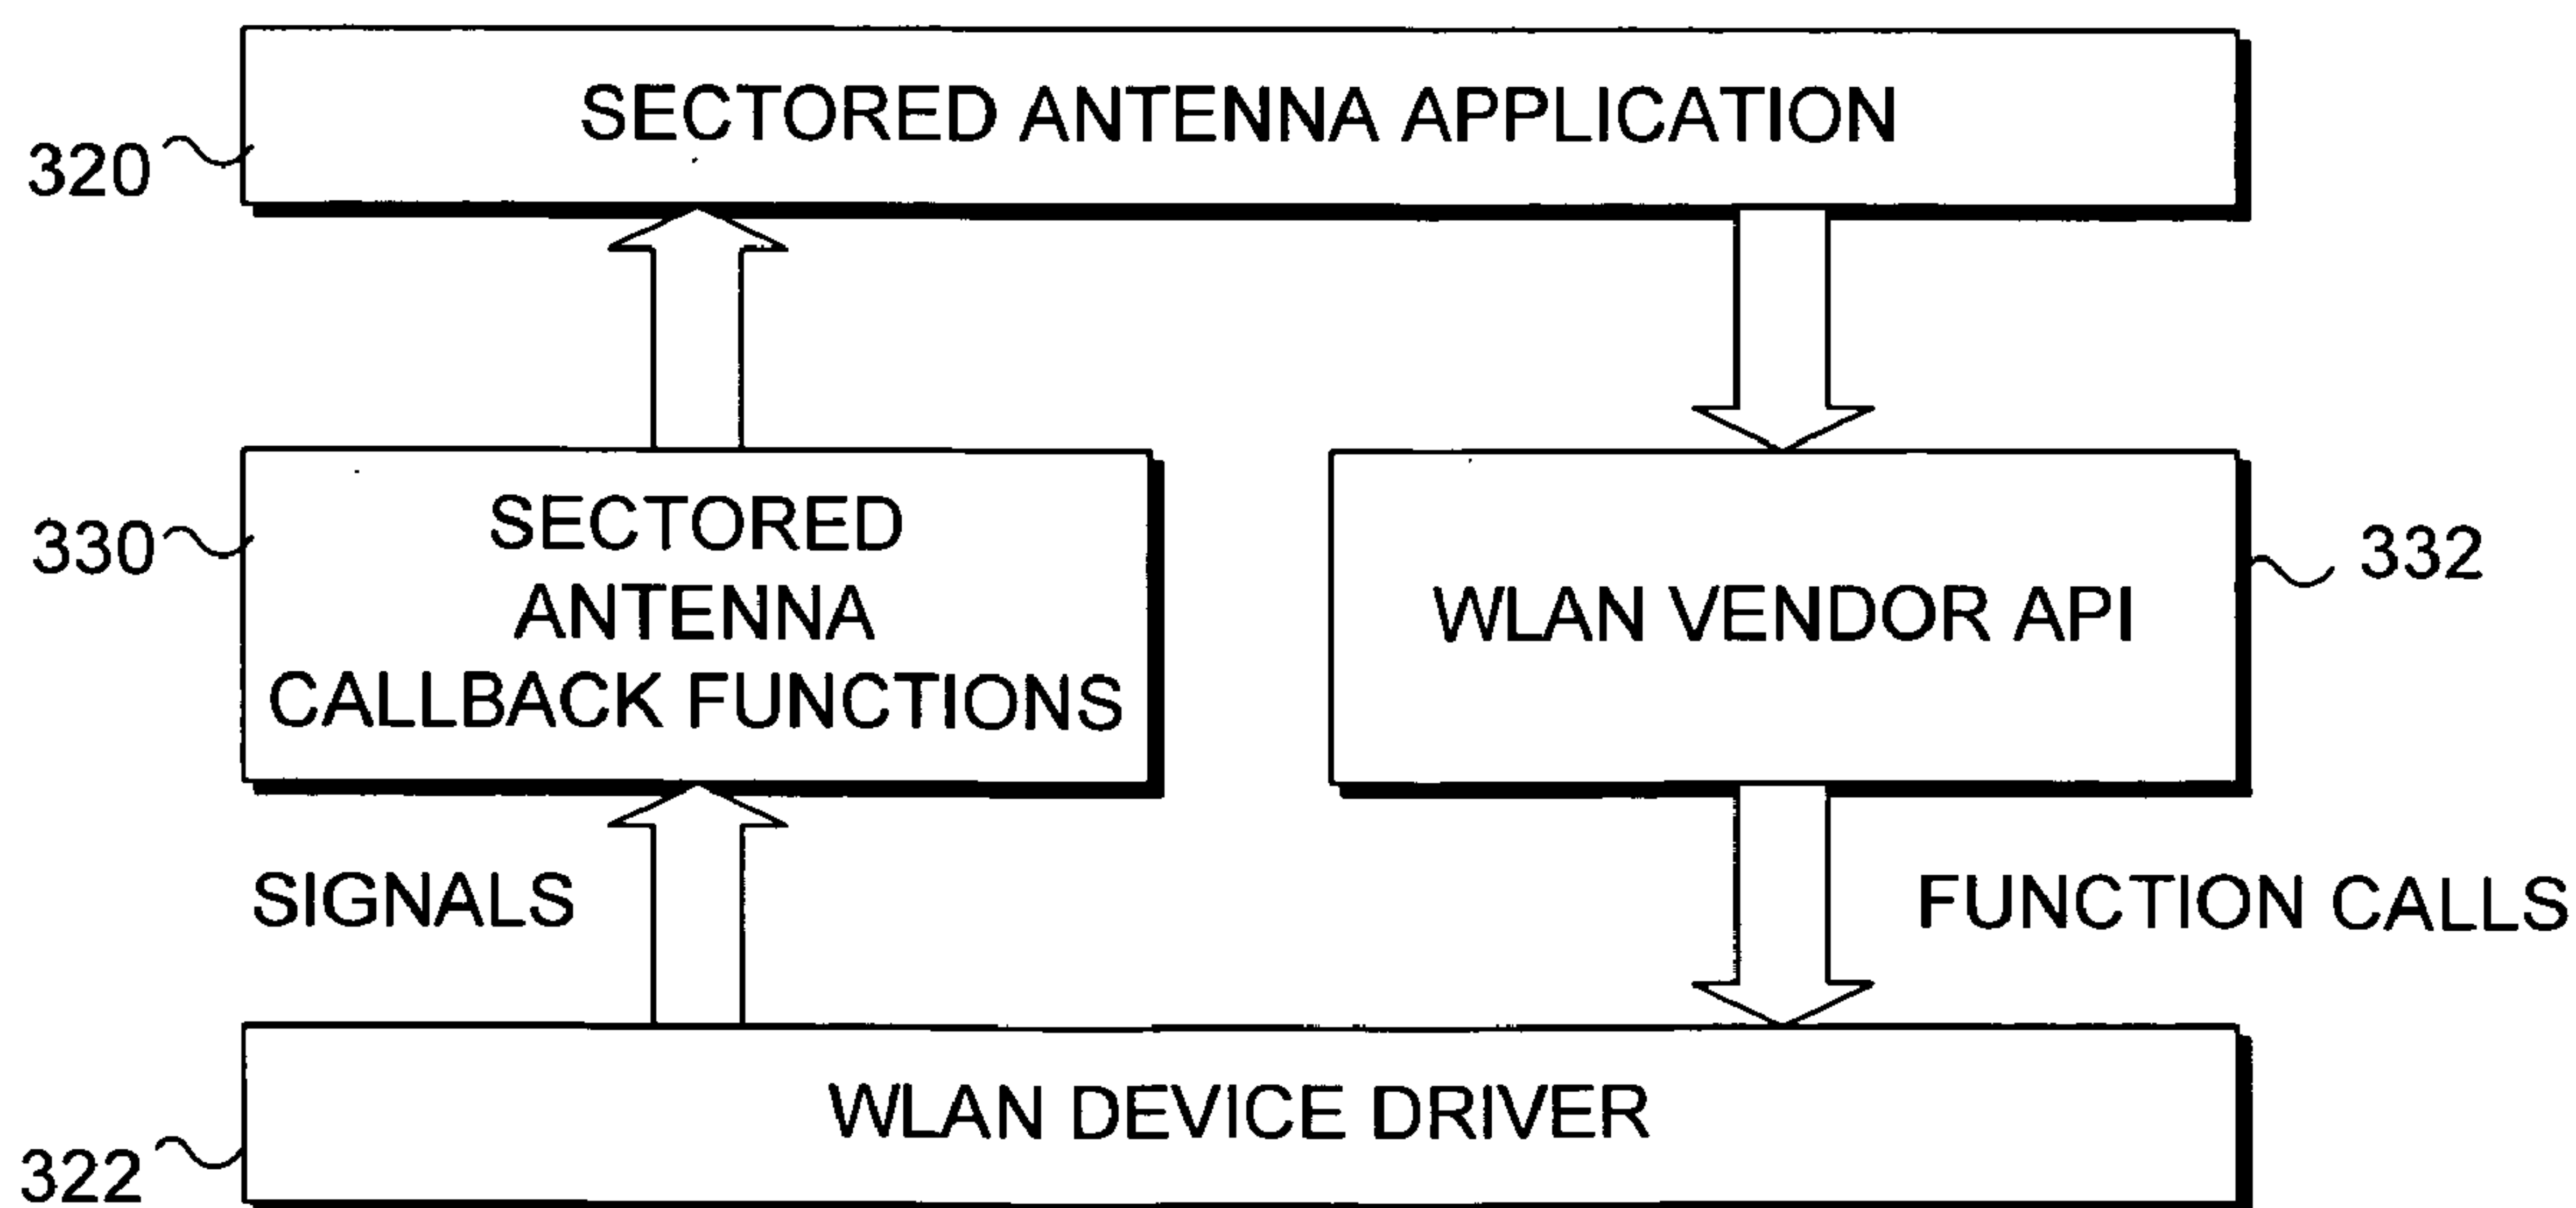 SECTORED ANTENNA APPLICATION
320
SECTORED
ANTENNA
CALLBACK FUNCTIONS
330
WLAN VENDOR API
332
SIGNALS
FUNCTION CALLS
WLAN DEVICE DRIVER
322